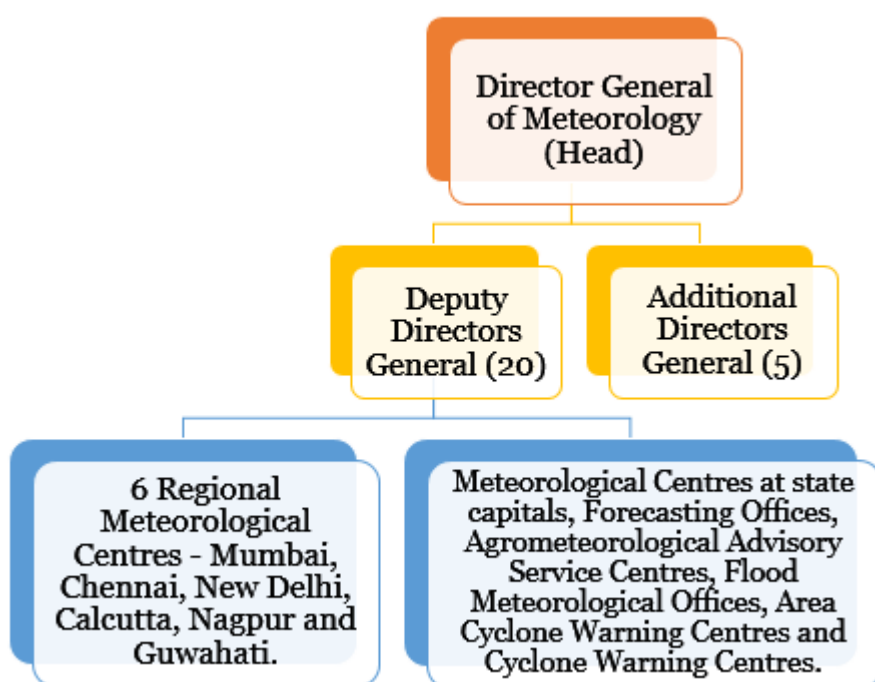 Director General
of Meteorology
(Head)
Deputy
Directors
General (20)
Additional
Directors
General (5)
6 Regional
Meteorological
Centres - Mumbai,
Chennai, New Delhi,
Calcutta, Nagpur and
Guwahati.
Meteorological Centres at state
capitals, Forecasting Offices,
Agrometeorological Advisory
Service Centres, Flood
Meteorological Offices, Area
Cyclone Warning Centres and
Cyclone Warning Centres.